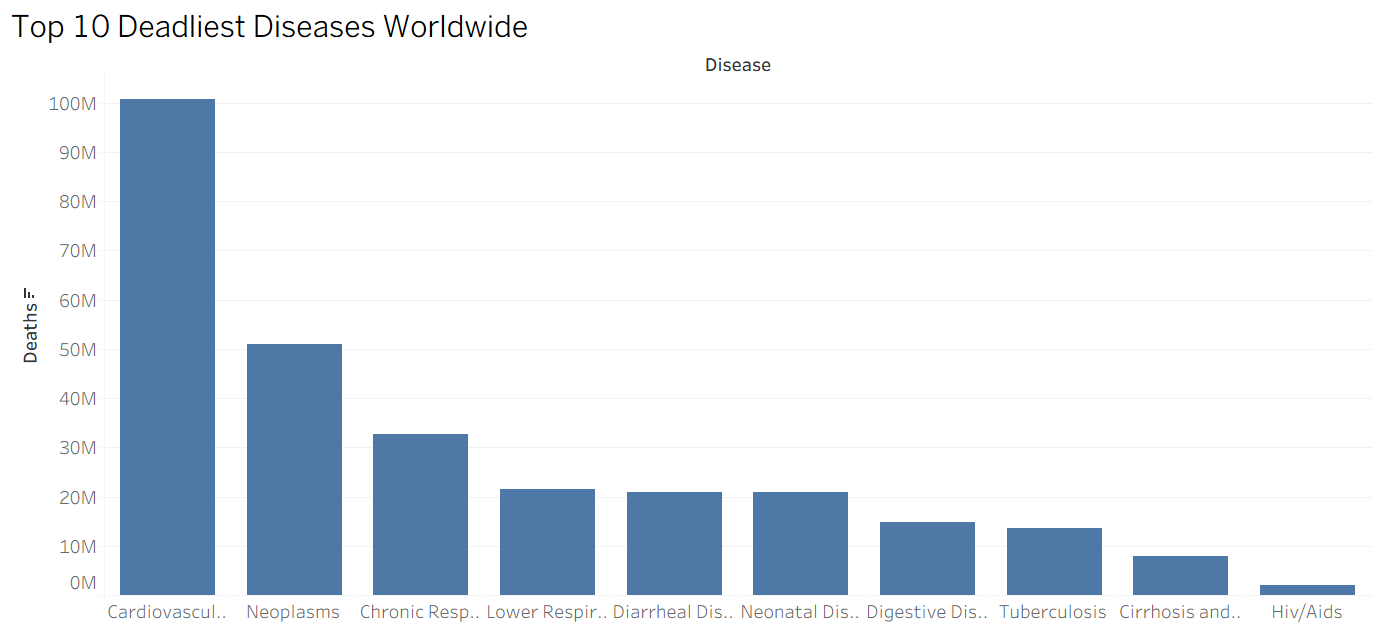 Top 10 Deadliest Diseases Worldwide
Disease
100M
90M
80M
70M
60M
50M
40M
30M
20M
10M
0M
Deaths
Cardiovascul.. Neoplasms Chronic Resp.. Lower Respir.. Diarrheal Dis.. Neonatal Dis.. Digestive Dis.. Tuberculosis Cirrhosis and.. Hiv/Aids